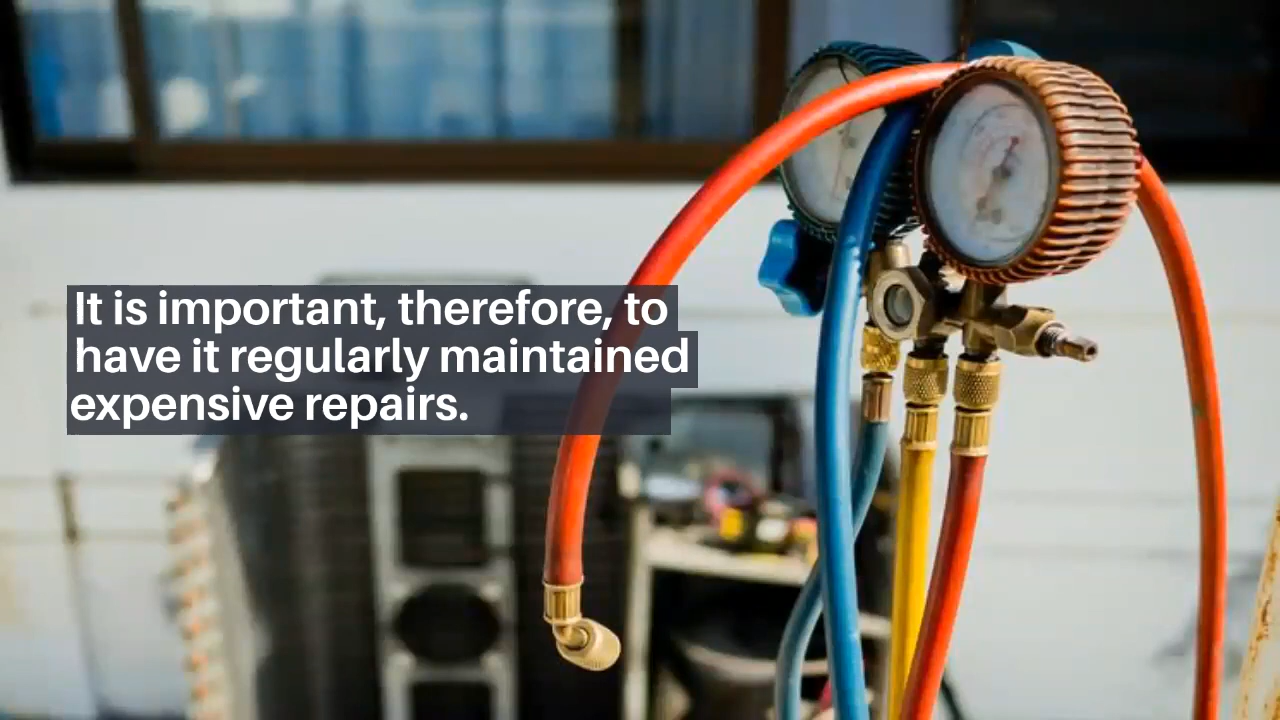 It is important, therefore, to
have it regularly maintained
expensive repairs.